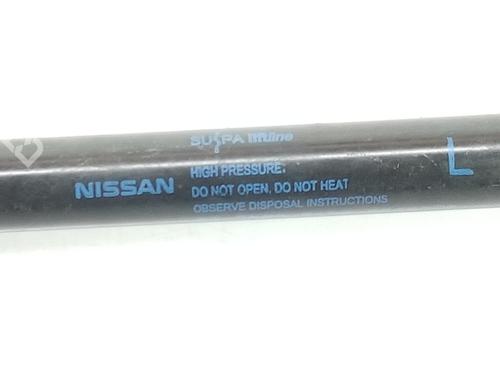 SUSPA liftline
HIGH PRESSURE.
NISSAN
DO NOT OPEN, DO NOT HEAT
OBSERVE DISPOSAL INSTRUCTIONS
L